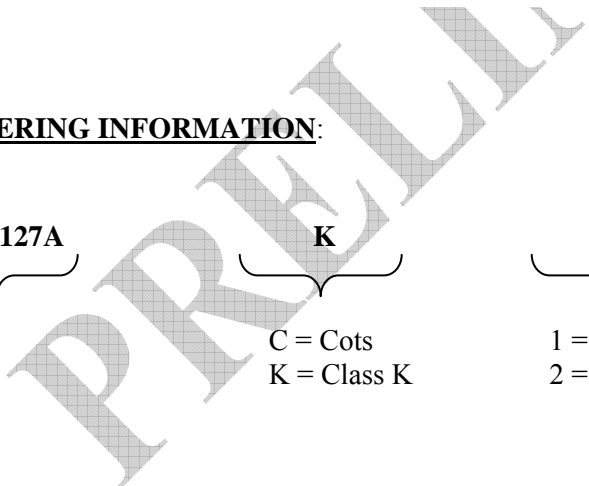 ERING INFORMATION:
127A K
C = Cots 1 =
K = Class K 2 =
PRELI